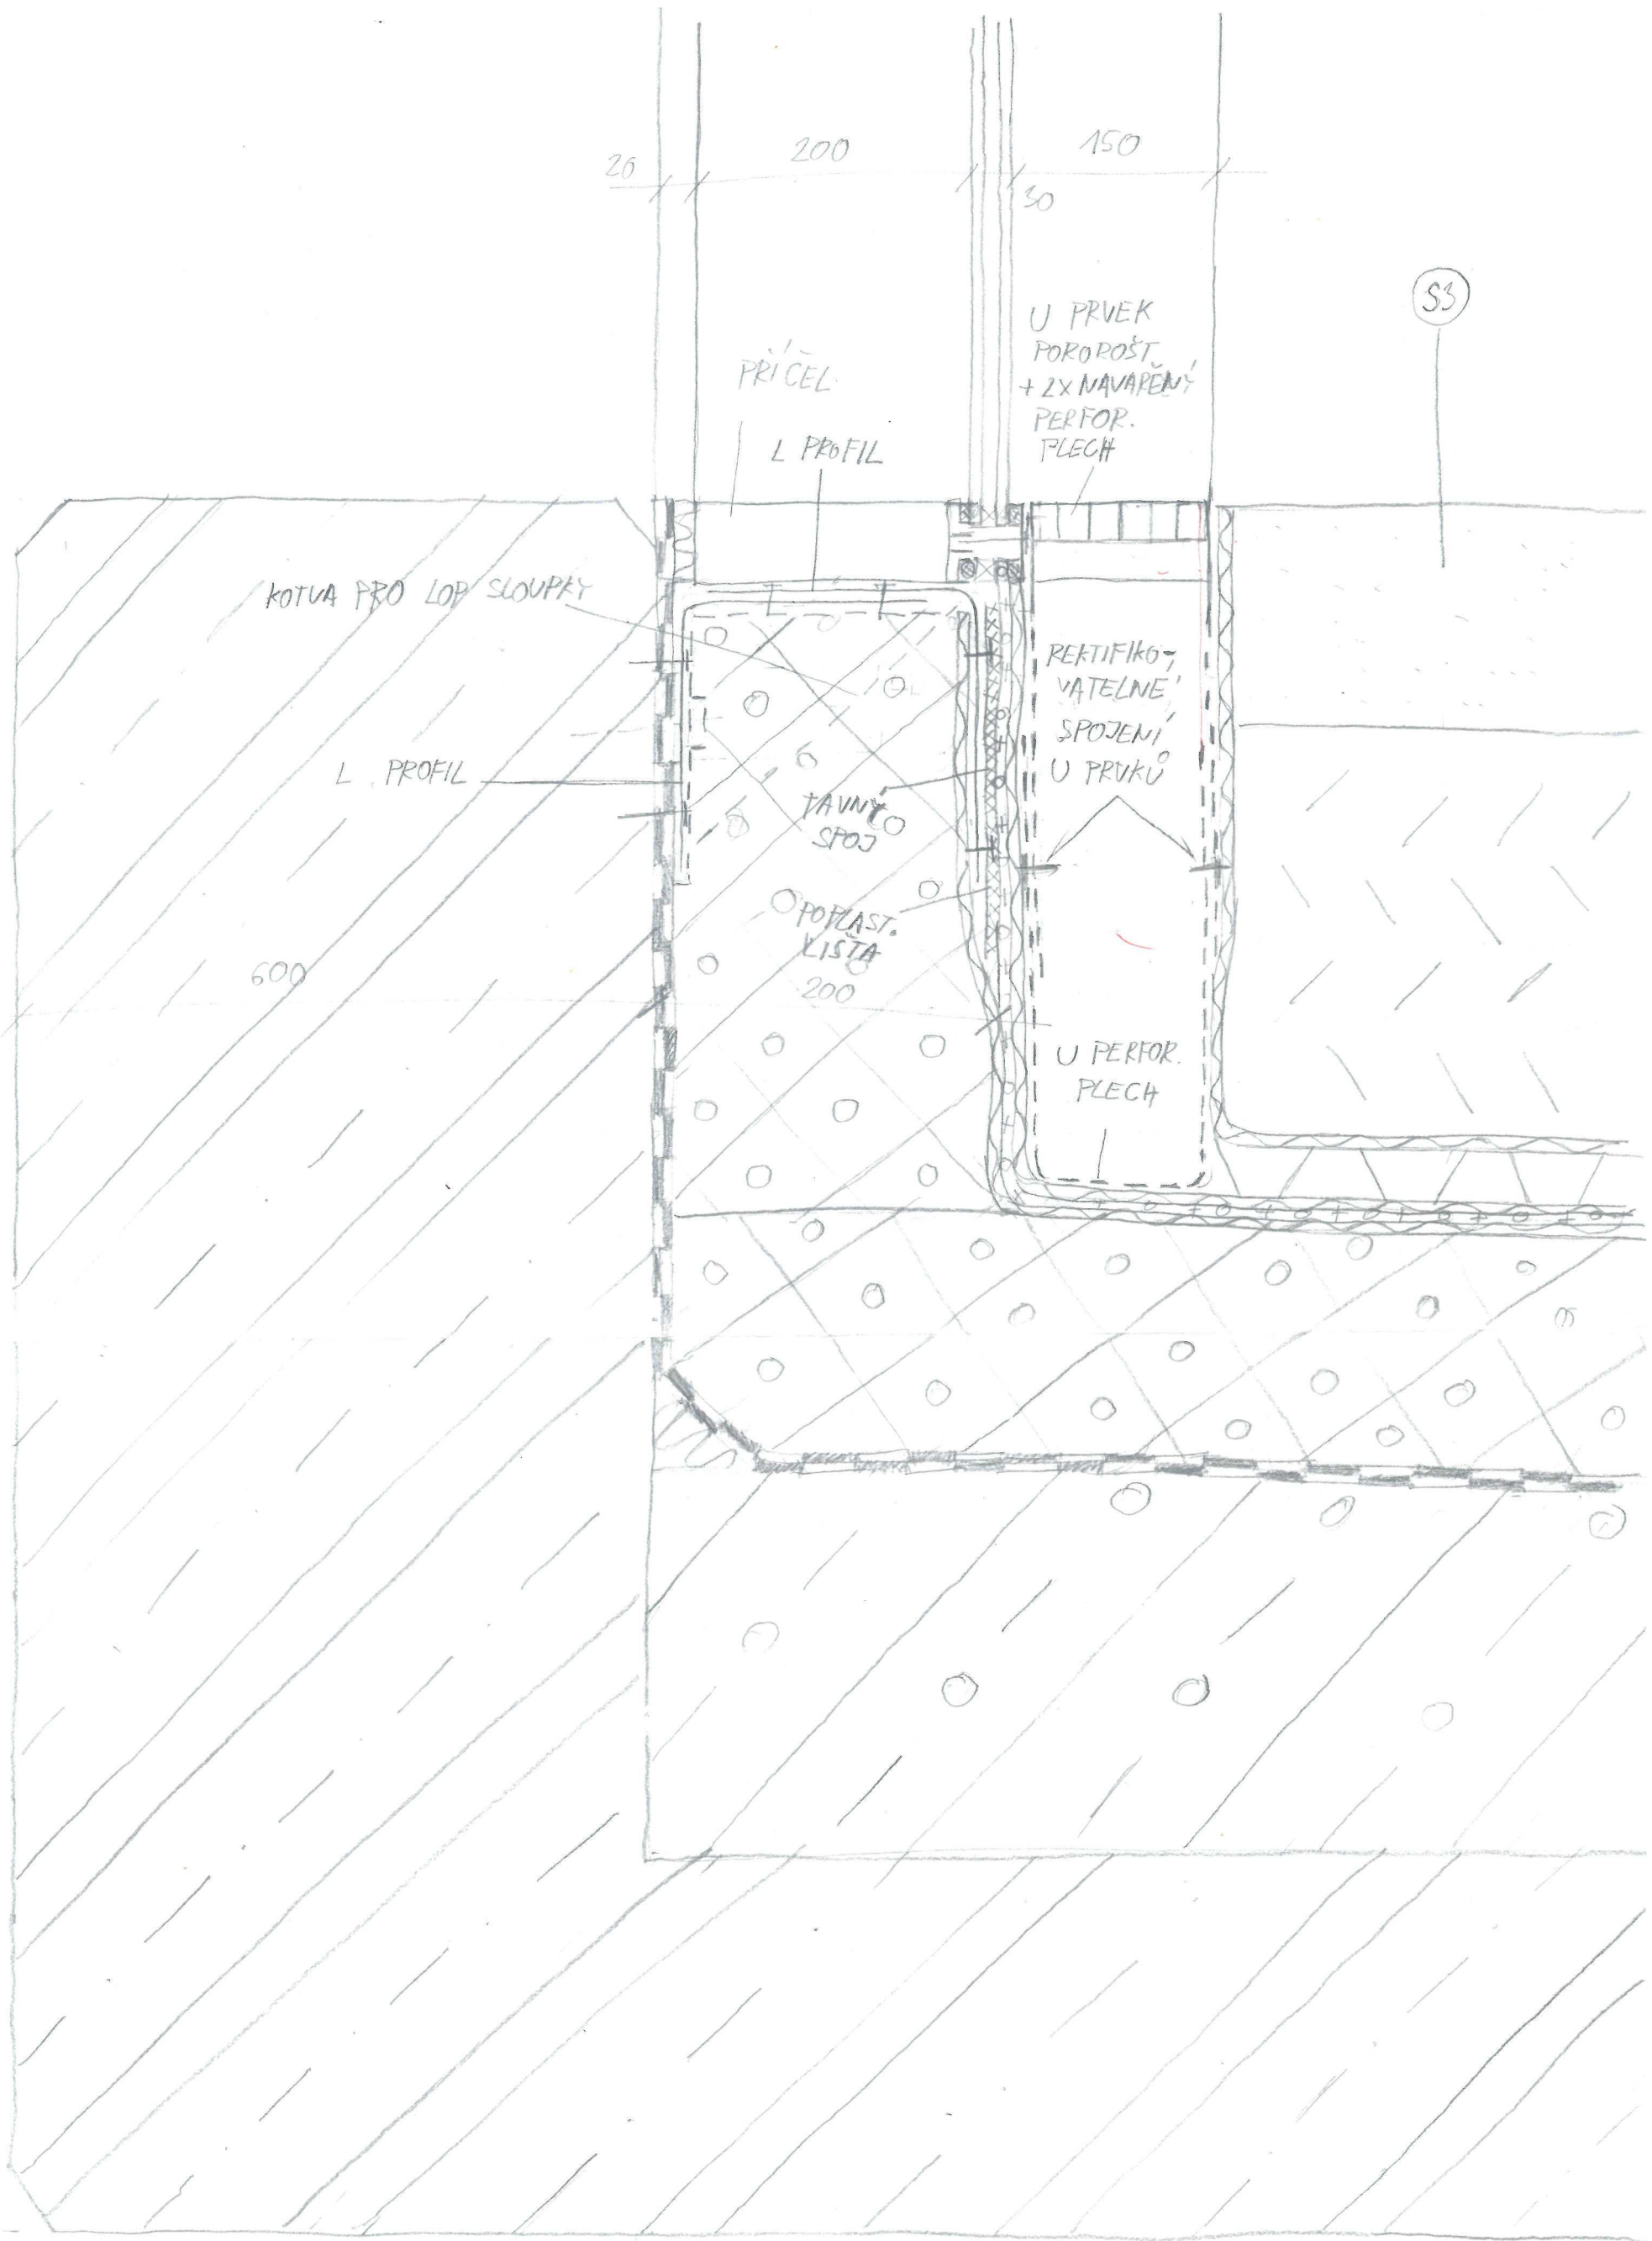 20
200
150
30
S3
U PRVEK
POROROŠT
+ 2X NAVAŘENÝ
PERFOR.
PLECH
PŘÍČEL
L PROFIL
KOTVA PRO LOP SLOUPKY
REKTIFIKO-
VATELNÉ
SPOJENÍ
U PRVKŮ
L PROFIL
TAVNÝ
SPOJ
POPLAST.
LIŠTA
600
200
U PERFOR.
PLECH